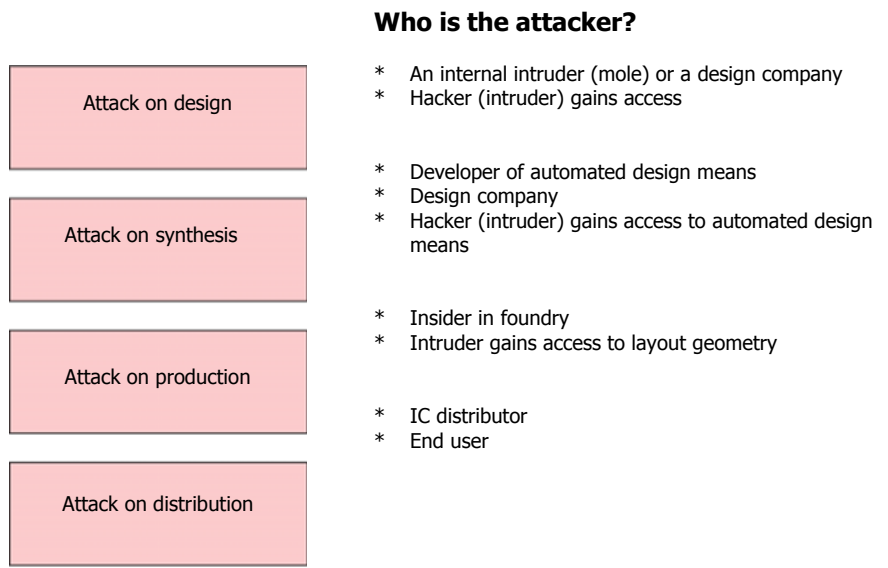 Who is the attacker?
Attack on design
* An internal intruder (mole) or a design company
* Hacker (intruder) gains access
Attack on synthesis
* Developer of automated design means
* Design company
* Hacker (intruder) gains access to automated design
means
Attack on production
* Insider in foundry
* Intruder gains access to layout geometry
Attack on distribution
* IC distributor
* End user